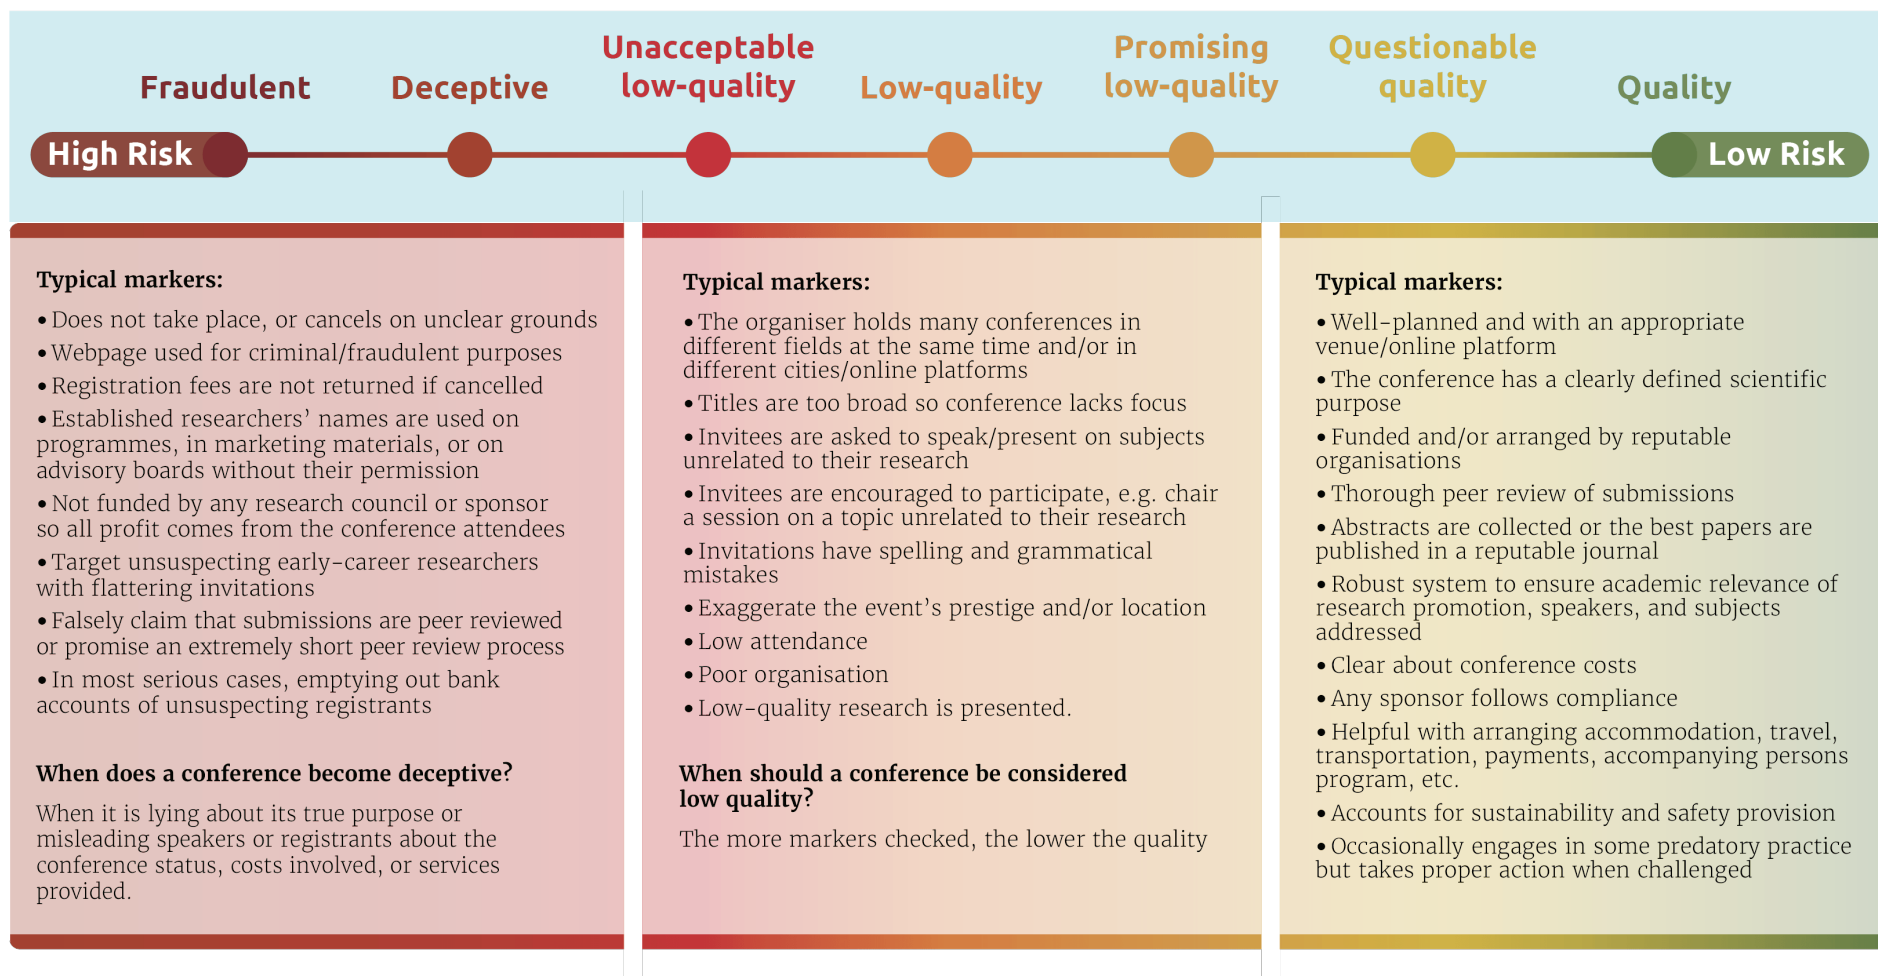 Fraudulent
Deceptive
Unacceptable
low-quality
Low-quality
Promising
low-quality
Questionable
quality
Quality
High Risk
Low Risk
Typical markers:
• Does not take place, or cancels on unclear grounds
• Webpage used for criminal/fraudulent purposes
• Registration fees are not returned if cancelled
• Established researchers’ names are used on
programmes, in marketing materials, or on
advisory boards without their permission
• Not funded by any research council or sponsor
so all profit comes from the conference attendees
• Target unsuspecting early-career researchers
with flattering invitations
• Falsely claim that submissions are peer reviewed
or promise an extremely short peer review process
• In most serious cases, emptying out bank
accounts of unsuspecting registrants
When does a conference become deceptive?
When it is lying about its true purpose or
misleading speakers or registrants about the
conference status, costs involved, or services
provided.
Typical markers:
• The organiser holds many conferences in
different fields at the same time and/or in
different cities/online platforms
• Titles are too broad so conference lacks focus
• Invitees are asked to speak/present on subjects
unrelated to their research
• Invitees are encouraged to participate, e.g. chair
a session on a topic unrelated to their research
• Invitations have spelling and grammatical
mistakes
• Exaggerate the event’s prestige and/or location
• Low attendance
• Poor organisation
• Low-quality research is presented.
When should a conference be considered
low quality?
The more markers checked, the lower the quality
Typical markers:
• Well-planned and with an appropriate
venue/online platform
• The conference has a clearly defined scientific
purpose
• Funded and/or arranged by reputable
organisations
• Thorough peer review of submissions
• Abstracts are collected or the best papers are
published in a reputable journal
• Robust system to ensure academic relevance of
research promotion, speakers, and subjects
addressed
• Clear about conference costs
• Any sponsor follows compliance
• Helpful with arranging accommodation, travel,
transportation, payments, accompanying persons
program, etc.
• Accounts for sustainability and safety provision
• Occasionally engages in some predatory practice
but takes proper action when challenged